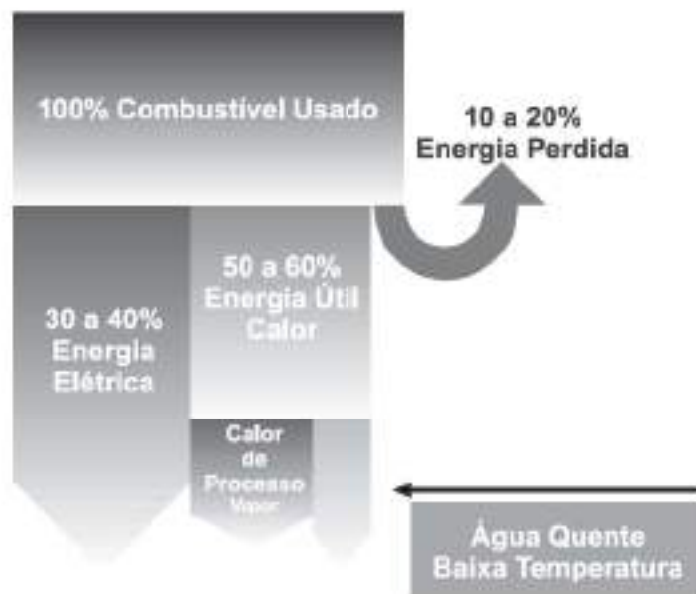 100% Combustível Usado
10 a 20%
Energia Perdida
30 a 40%
Energia
Elétrica
50 a 60%
Energia Útil
Calor
Calor
de
Processo
Vapor
Água Quente
Baixa Temperatura